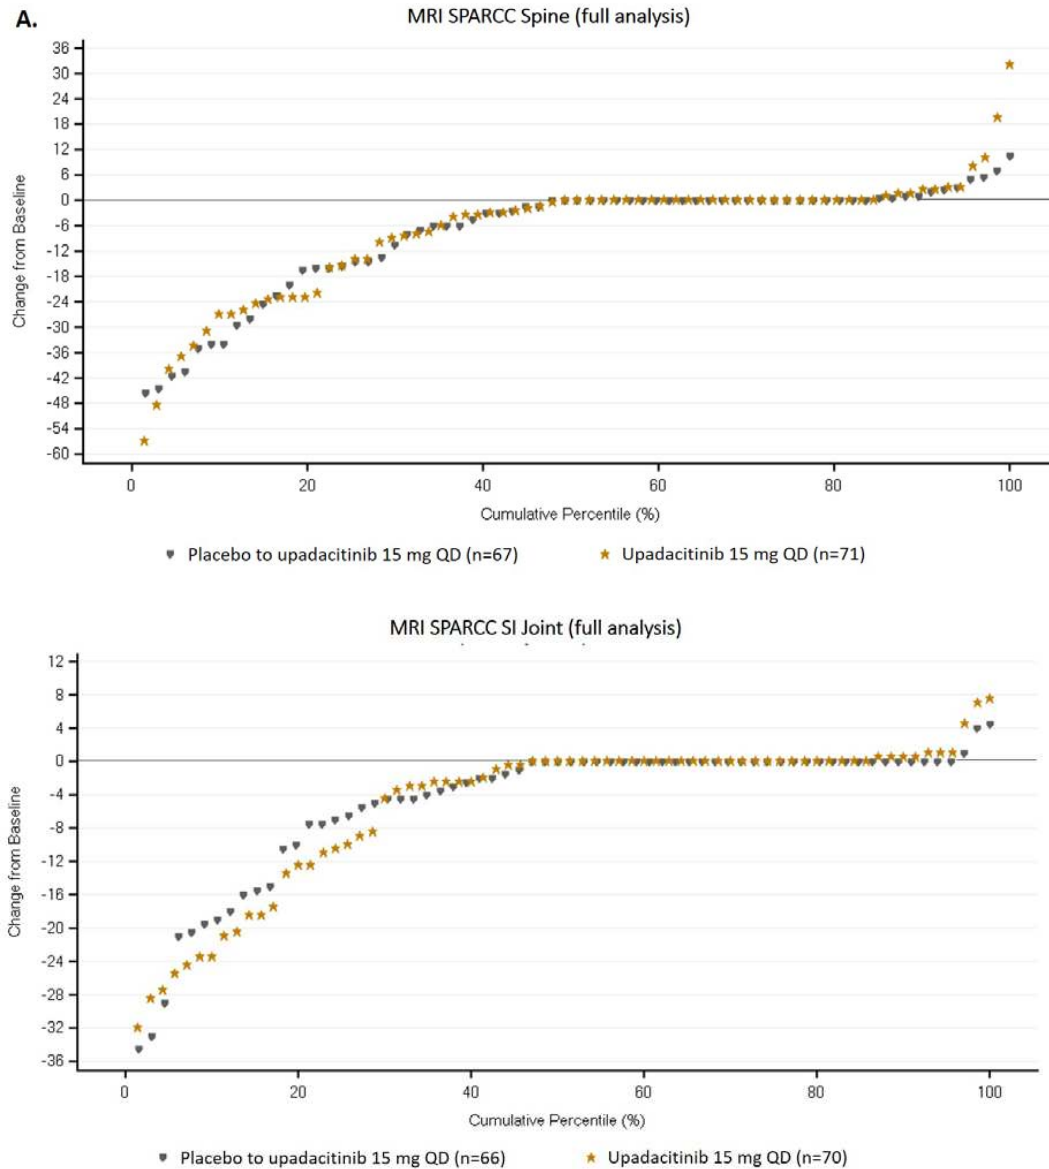 A.
MRI SPARCC Spine (full analysis)
36
30
24
18
12
6
0
-6
-12
-18
-24
-30
-36
-42
-48
-54
-60
Change from Baseline
0 20 40 60 80 100
Cumulative Percentile (%)
Placebo to upadacitinib 15 mg QD (n=67) Upadacitinib 15 mg QD (n=71)
MRI SPARCC SI Joint (full analysis)
12
8
4
0
-4
-8
-12
-16
-20
-24
-28
-32
-36
Change from Baseline
0 20 40 60 80 100
Cumulative Percentile (%)
Placebo to upadacitinib 15 mg QD (n=66) Upadacitinib 15 mg QD (n=70)